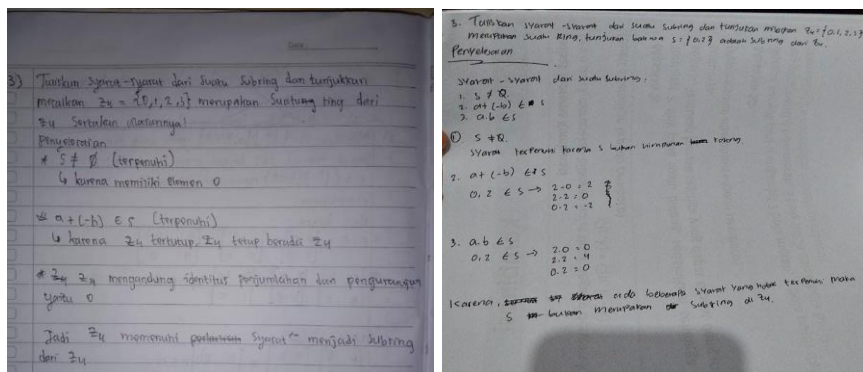 3) Tuliskan syarat-syarat dari suatu subring dan tunjukkan
misalkan Z4 = {0,1,2,3} merupakan ring dari
Z4 Sertakan alasannya!
Penyelesaian
* S ≠ Ø (terpenuhi)
↳ karena memiliki elemen 0
* a + (-b) ∈ S (terpenuhi)
↳ karena Z4 tertutup, Z4 tetap berada Z4
* Z4 mengandung identitas penjumlahan dan pengurangan
yaitu 0
Jadi Z4 memenuhi syarat~ menjadi subring
dari Z4
3. Tuliskan syarat-syarat dari suatu subring dan tunjukan misalkan Z4 = {0,1,2,3}
merupakan suatu ring, tunjukan bahwa S = {0,2} adalah subring dari Z4.
Penyelesaian
syarat-syarat dari suatu subring.
1. S ≠ Q.
2. a + (-b) ∈ S
3. a.b ∈ S
① S ≠ Q.
syarat terpenuhi karena S bukan himpunan kosong.
2. a + (-b) ∈ S
0, 2 ∈ S → 2-0 = 2
2-2 = 0
0-2 = -2
3. a.b ∈ S
0, 2 ∈ S → 2.0 = 0
2.2 = 4
0.2 = 0
Karena, ada beberapa syarat yang tidak terpenuhi maka
S bukan merupakan subring di Z4.